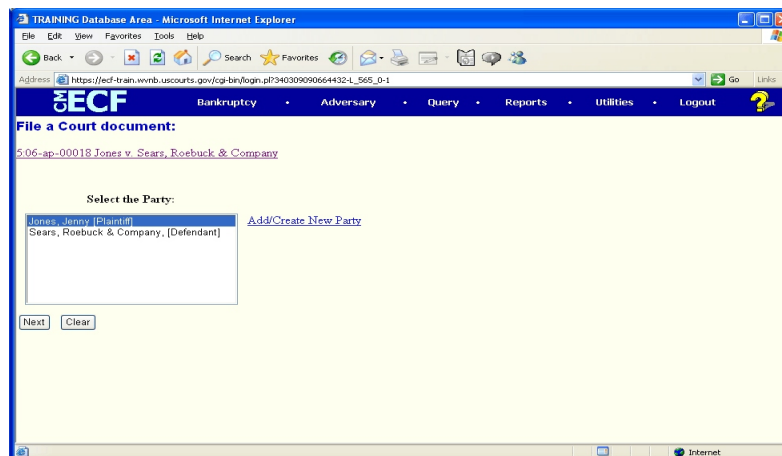 TRAINING Database Area - Microsoft Internet Explorer
File Edit View Favorites Tools Help
Back Search Favorites
Address https://ecf-train.wvnb.uscourts.gov/cgi-bin/login.pl?340309090664432-L_565_0-1 Go Links
CM ECF Bankruptcy • Adversary • Query • Reports • Utilities • Logout ?
File a Court document:
5:06-ap-00018 Jones v. Sears, Roebuck & Company
Select the Party:
Jones, Jenny [Plaintiff] Add/Create New Party
Sears, Roebuck & Company, [Defendant]
Next Clear
Internet